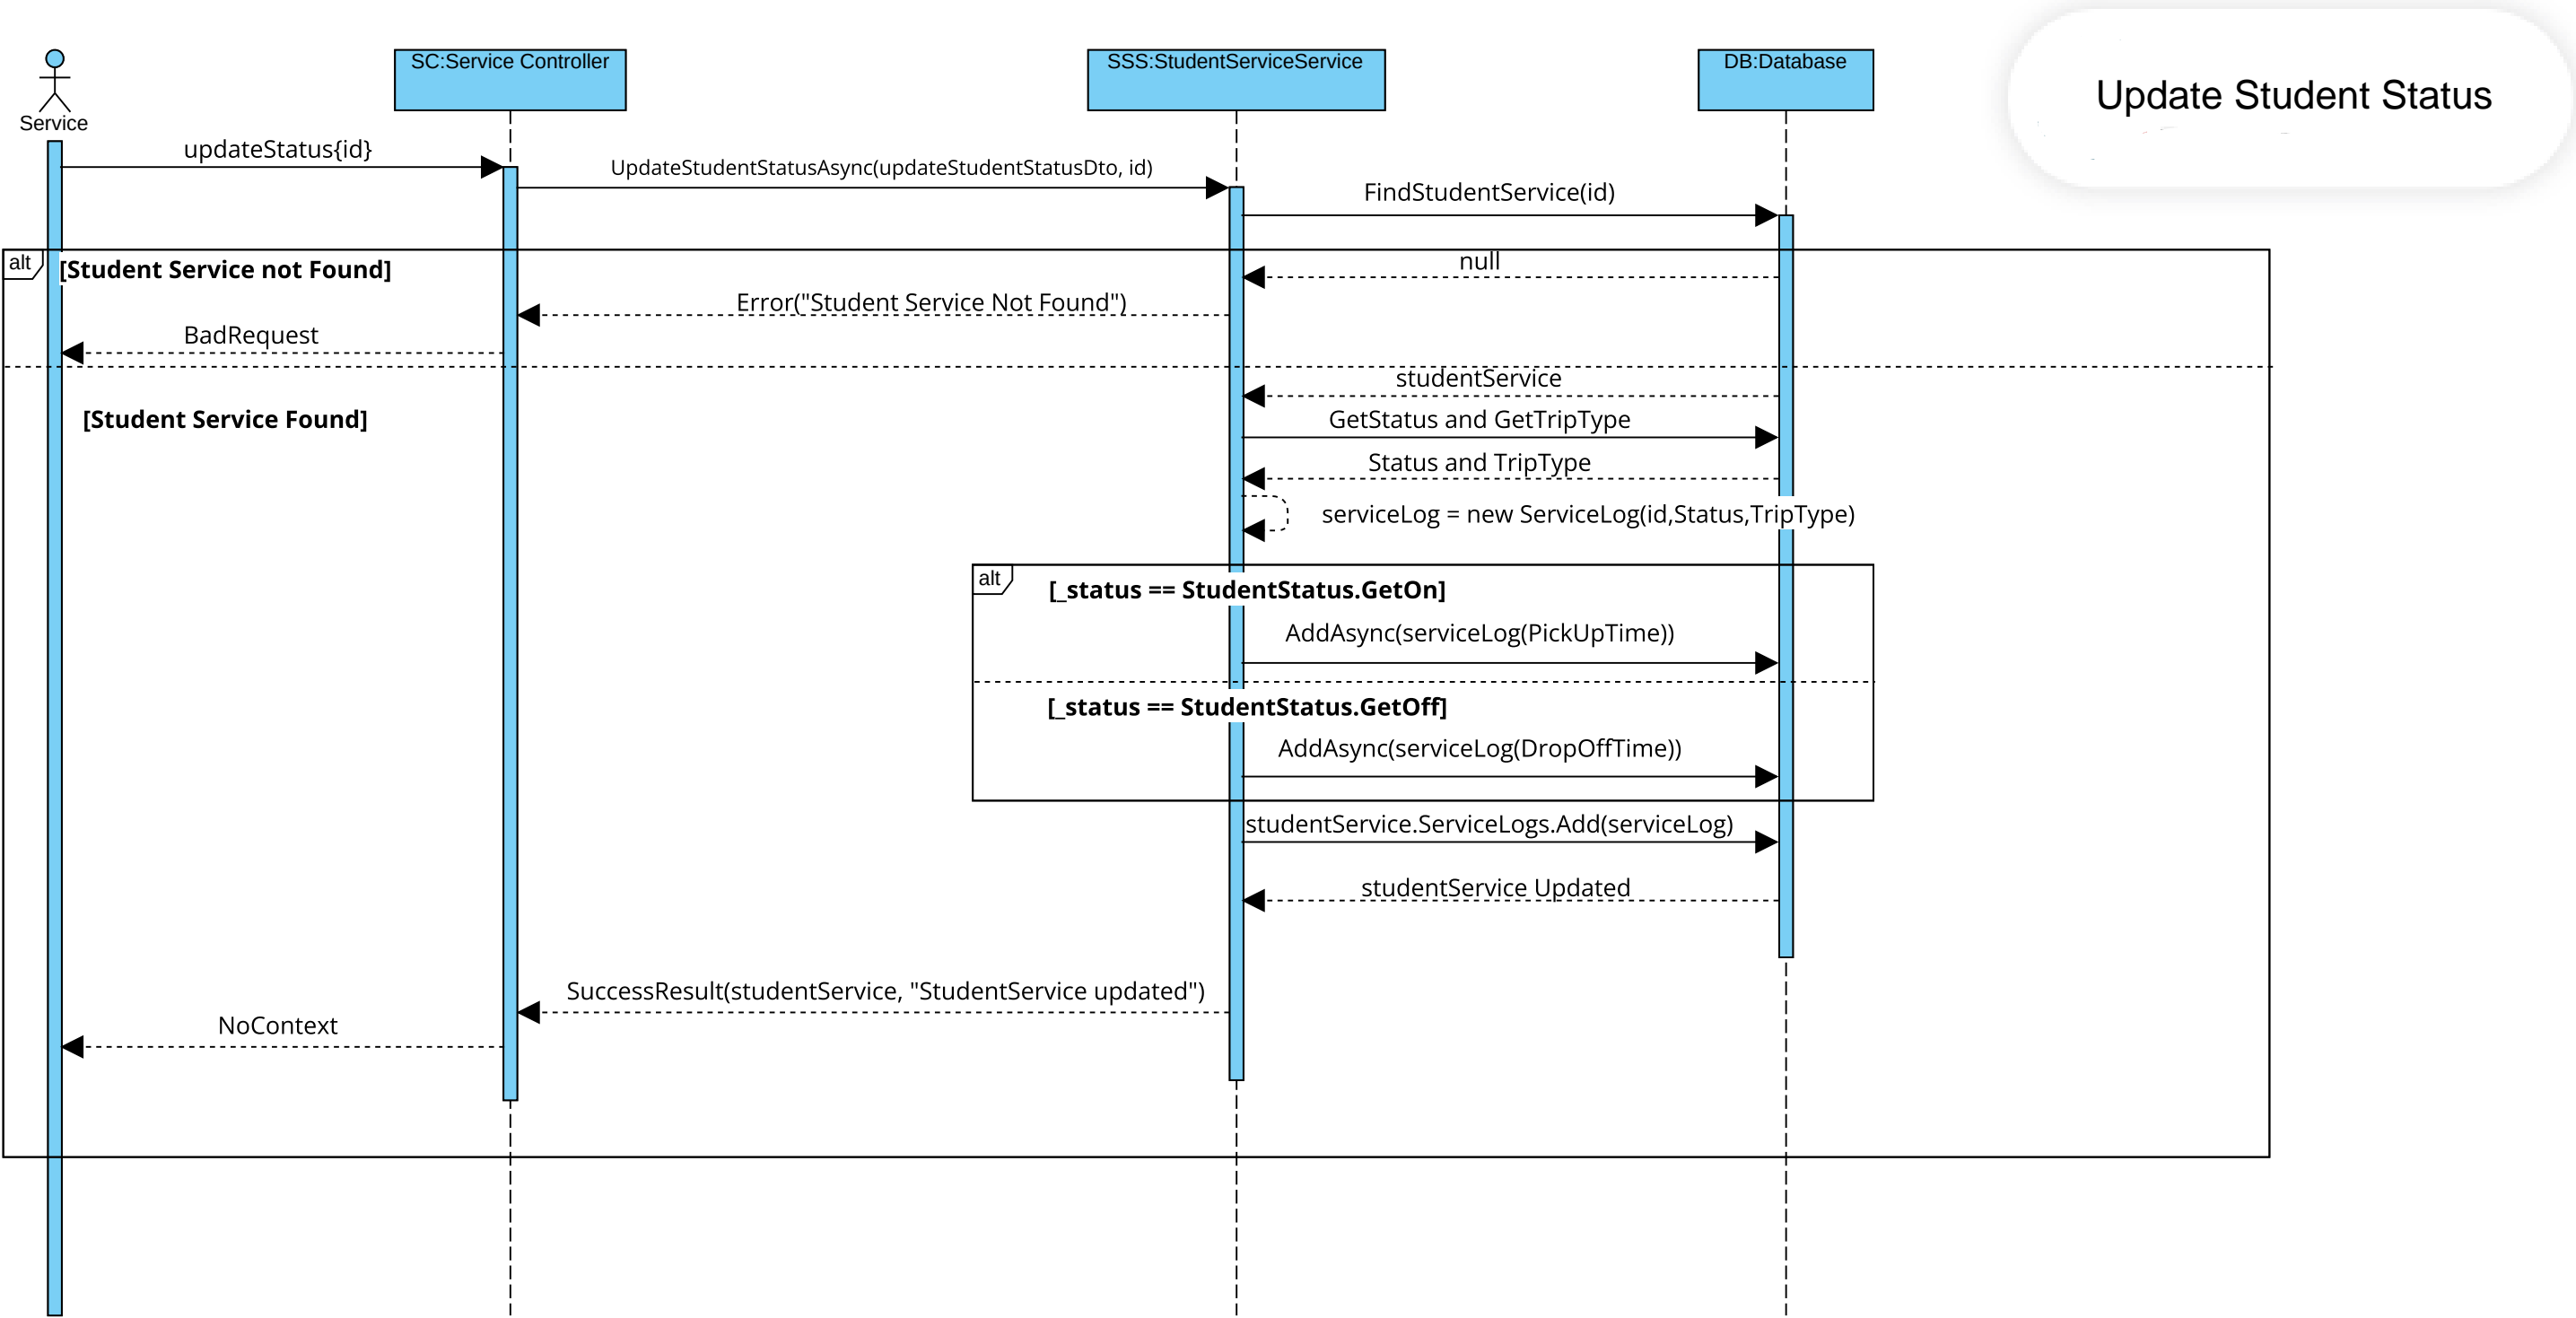 SC:Service Controller
SSS:StudentServiceService
DB:Database
Update Student Status
Service
updateStatus{id}
UpdateStudentStatusAsync(updateStudentStatusDto, id)
FindStudentService(id)
alt
[Student Service not Found]
null
Error("Student Service Not Found")
BadRequest
studentService
[Student Service Found]
GetStatus and GetTripType
Status and TripType
serviceLog = new ServiceLog(id,Status,TripType)
alt
[_status == StudentStatus.GetOn]
AddAsync(serviceLog(PickUpTime))
[_status == StudentStatus.GetOff]
AddAsync(serviceLog(DropOffTime))
studentService.ServiceLogs.Add(serviceLog)
studentService Updated
SuccessResult(studentService, "StudentService updated")
NoContext